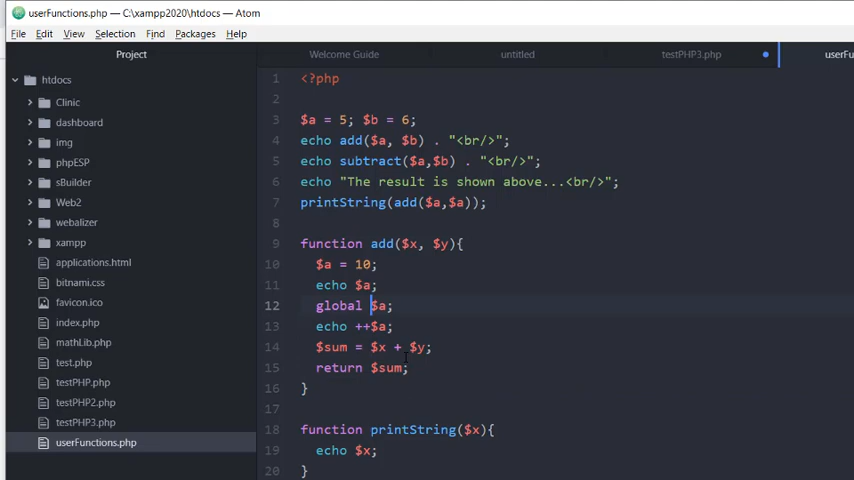 userFunctions.php — C:\xampp2020\htdocs — Atom
File Edit View Selection Find Packages Help
Project
Welcome Guide
untitled
testPHP3.php
userFu
htdocs
Clinic
dashboard
img
phpESP
sBuilder
Web2
webalizer
xampp
applications.html
bitnami.css
favicon.ico
index.php
mathLib.php
test.php
testPHP.php
testPHP2.php
testPHP3.php
userFunctions.php
1 <?php
2
3 $a = 5; $b = 6;
4 echo add($a, $b) . "<br/>";
5 echo subtract($a,$b) . "<br/>";
6 echo "The result is shown above...<br/>";
7 printString(add($a,$a));
8
9 function add($x, $y){
10 $a = 10;
11 echo $a;
12 global $a;
13 echo ++$a;
14 $sum = $x + $y;
15 return $sum;
16 }
17
18 function printString($x){
19 echo $x;
20 }